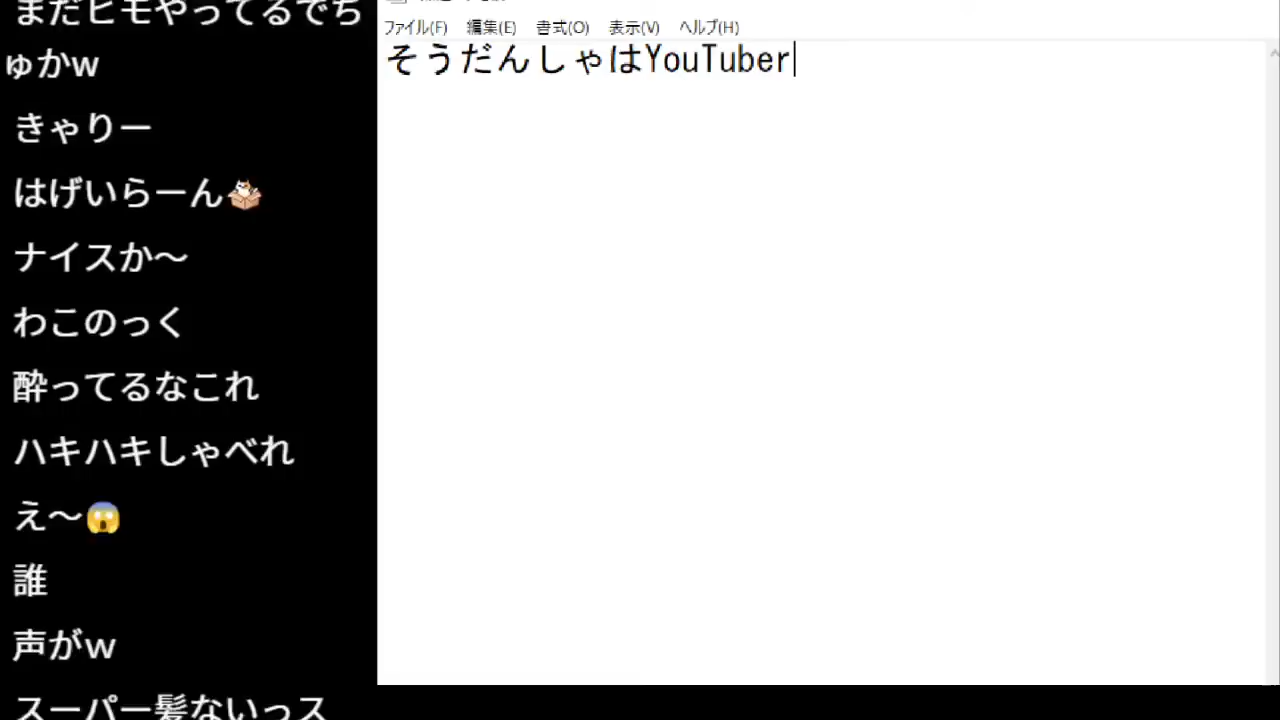 まだヒモやってるでち
ゅかw
きゃりー
はげいらーん
ナイスか〜
わこのっく
酔ってるなこれ
ハキハキしゃべれ
え〜
誰
声がw
スーパー髪ないっス
ファイル(F) 編集(E) 書式(O) 表示(V) ヘルプ(H)
そうだんしゃはYouTuber